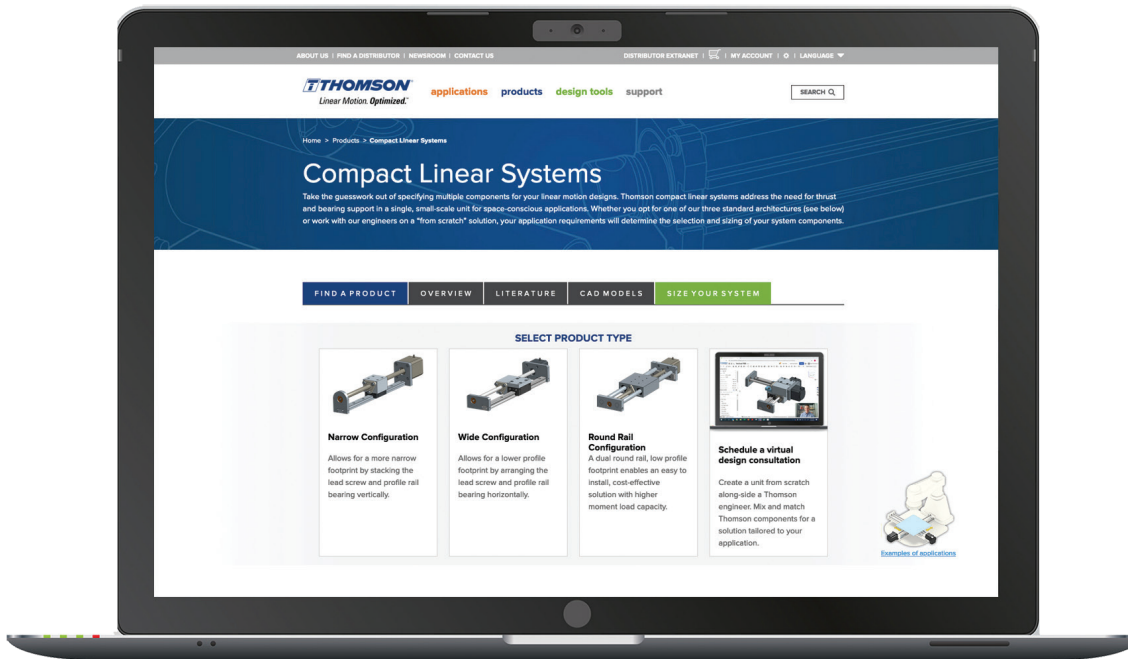 ABOUT US | FIND A DISTRIBUTOR | NEWSROOM | CONTACT US
DISTRIBUTOR EXTRANET | MY ACCOUNT | LANGUAGE
THOMSON
Linear Motion. Optimized.™
applications products design tools support
SEARCH
Home > Products > Compact Linear Systems
Compact Linear Systems
Take the guesswork out of specifying multiple components for your linear motion designs. Thomson compact linear systems address the need for thrust
and bearing support in a single, small-scale unit for space-conscious applications. Whether you opt for one of our three standard architectures (see below)
or work with our engineers on a "from scratch" solution, your application requirements will determine the selection and sizing of your system components.
FIND A PRODUCT OVERVIEW LITERATURE CAD MODELS SIZE YOUR SYSTEM
SELECT PRODUCT TYPE
Narrow Configuration
Allows for a more narrow
footprint by stacking the
lead screw and profile rail
bearing vertically.
Wide Configuration
Allows for a lower profile
footprint by arranging the
lead screw and profile rail
bearing horizontally.
Round Rail
Configuration
A dual round rail, low profile
footprint enables an easy to
install, cost-effective
solution with higher
moment load capacity.
Schedule a virtual
design consultation
Create a unit from scratch
along-side a Thomson
engineer. Mix and match
Thomson components for a
solution tailored to your
application.
Examples of applications